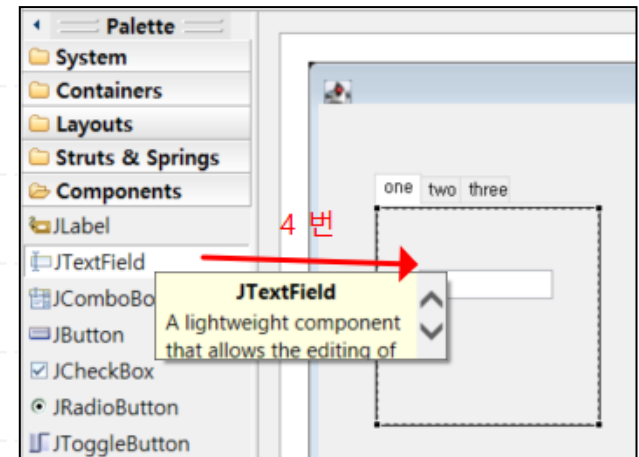 Palette
System
Containers
Layouts
Struts & Springs
Components
JLabel
JTextField
JComboBo
JButton
JCheckBox
JRadioButton
JToggleButton
4 번
JTextField
A lightweight component
that allows the editing of
one two three